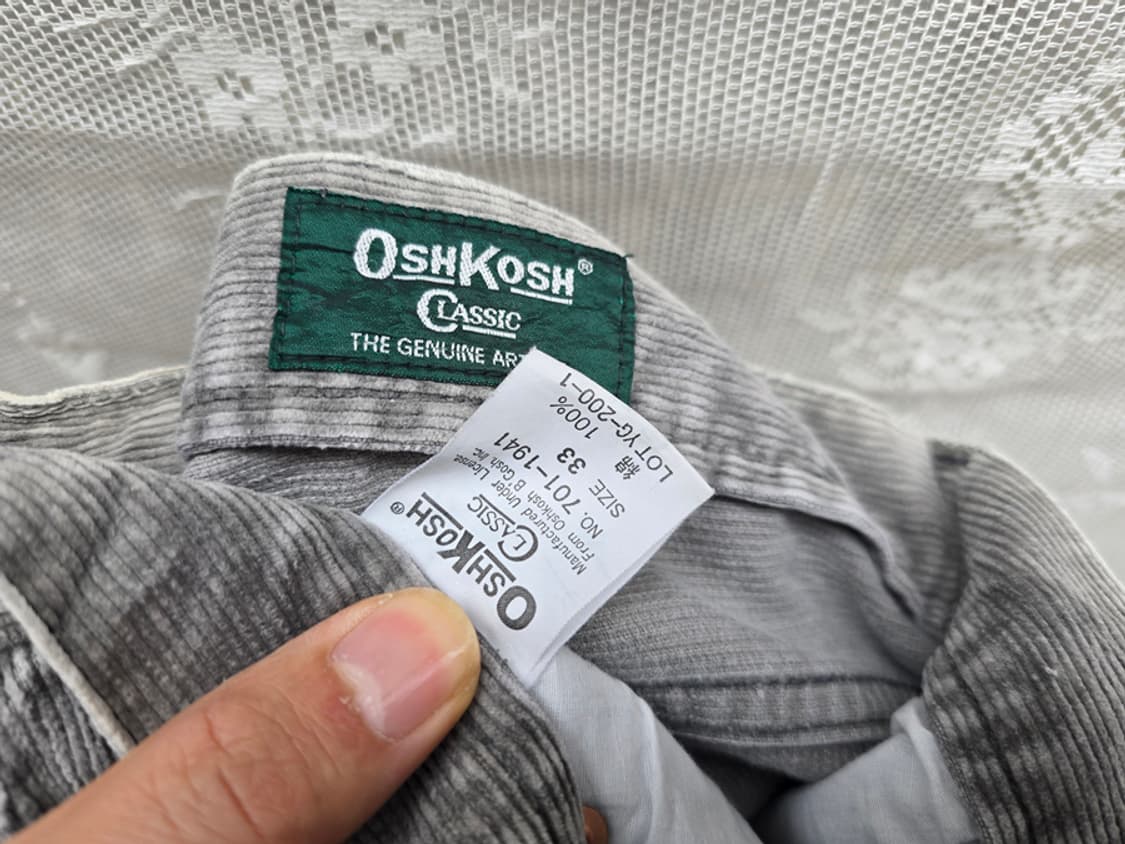 OSHKOSH®
CLASSIC
THE GENUINE
OSHKOSH®
CLASSIC
Manufactured Under License
From Oshkosh B'Gosh Inc.
NO. 701-1941
SIZE 33
綿 100%
LOT YG-200-1